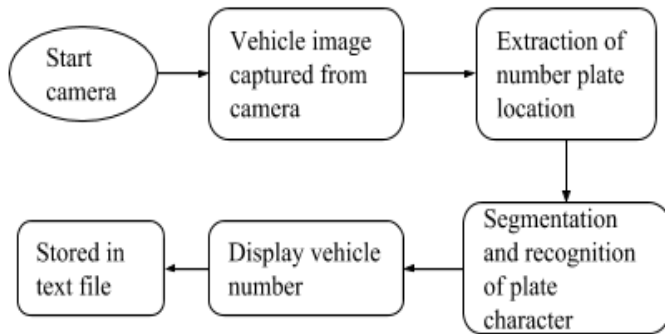 Start
camera
Vehicle image
captured from
camera
Extraction of
number plate
location
Segmentation
and recognition
of plate
character
Display vehicle
number
Stored in
text file